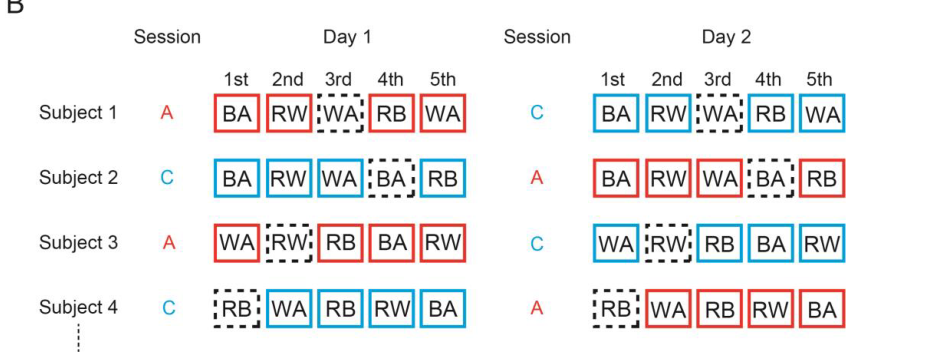 B
Session Day 1 Session Day 2
1st 2nd 3rd 4th 5th 1st 2nd 3rd 4th 5th
Subject 1 A BA RW WA RB WA C BA RW WA RB WA
Subject 2 C BA RW WA BA RB A BA RW WA BA RB
Subject 3 A WA RW RB BA RW C WA RW RB BA RW
Subject 4 C RB WA RB RW BA A RB WA RB RW BA